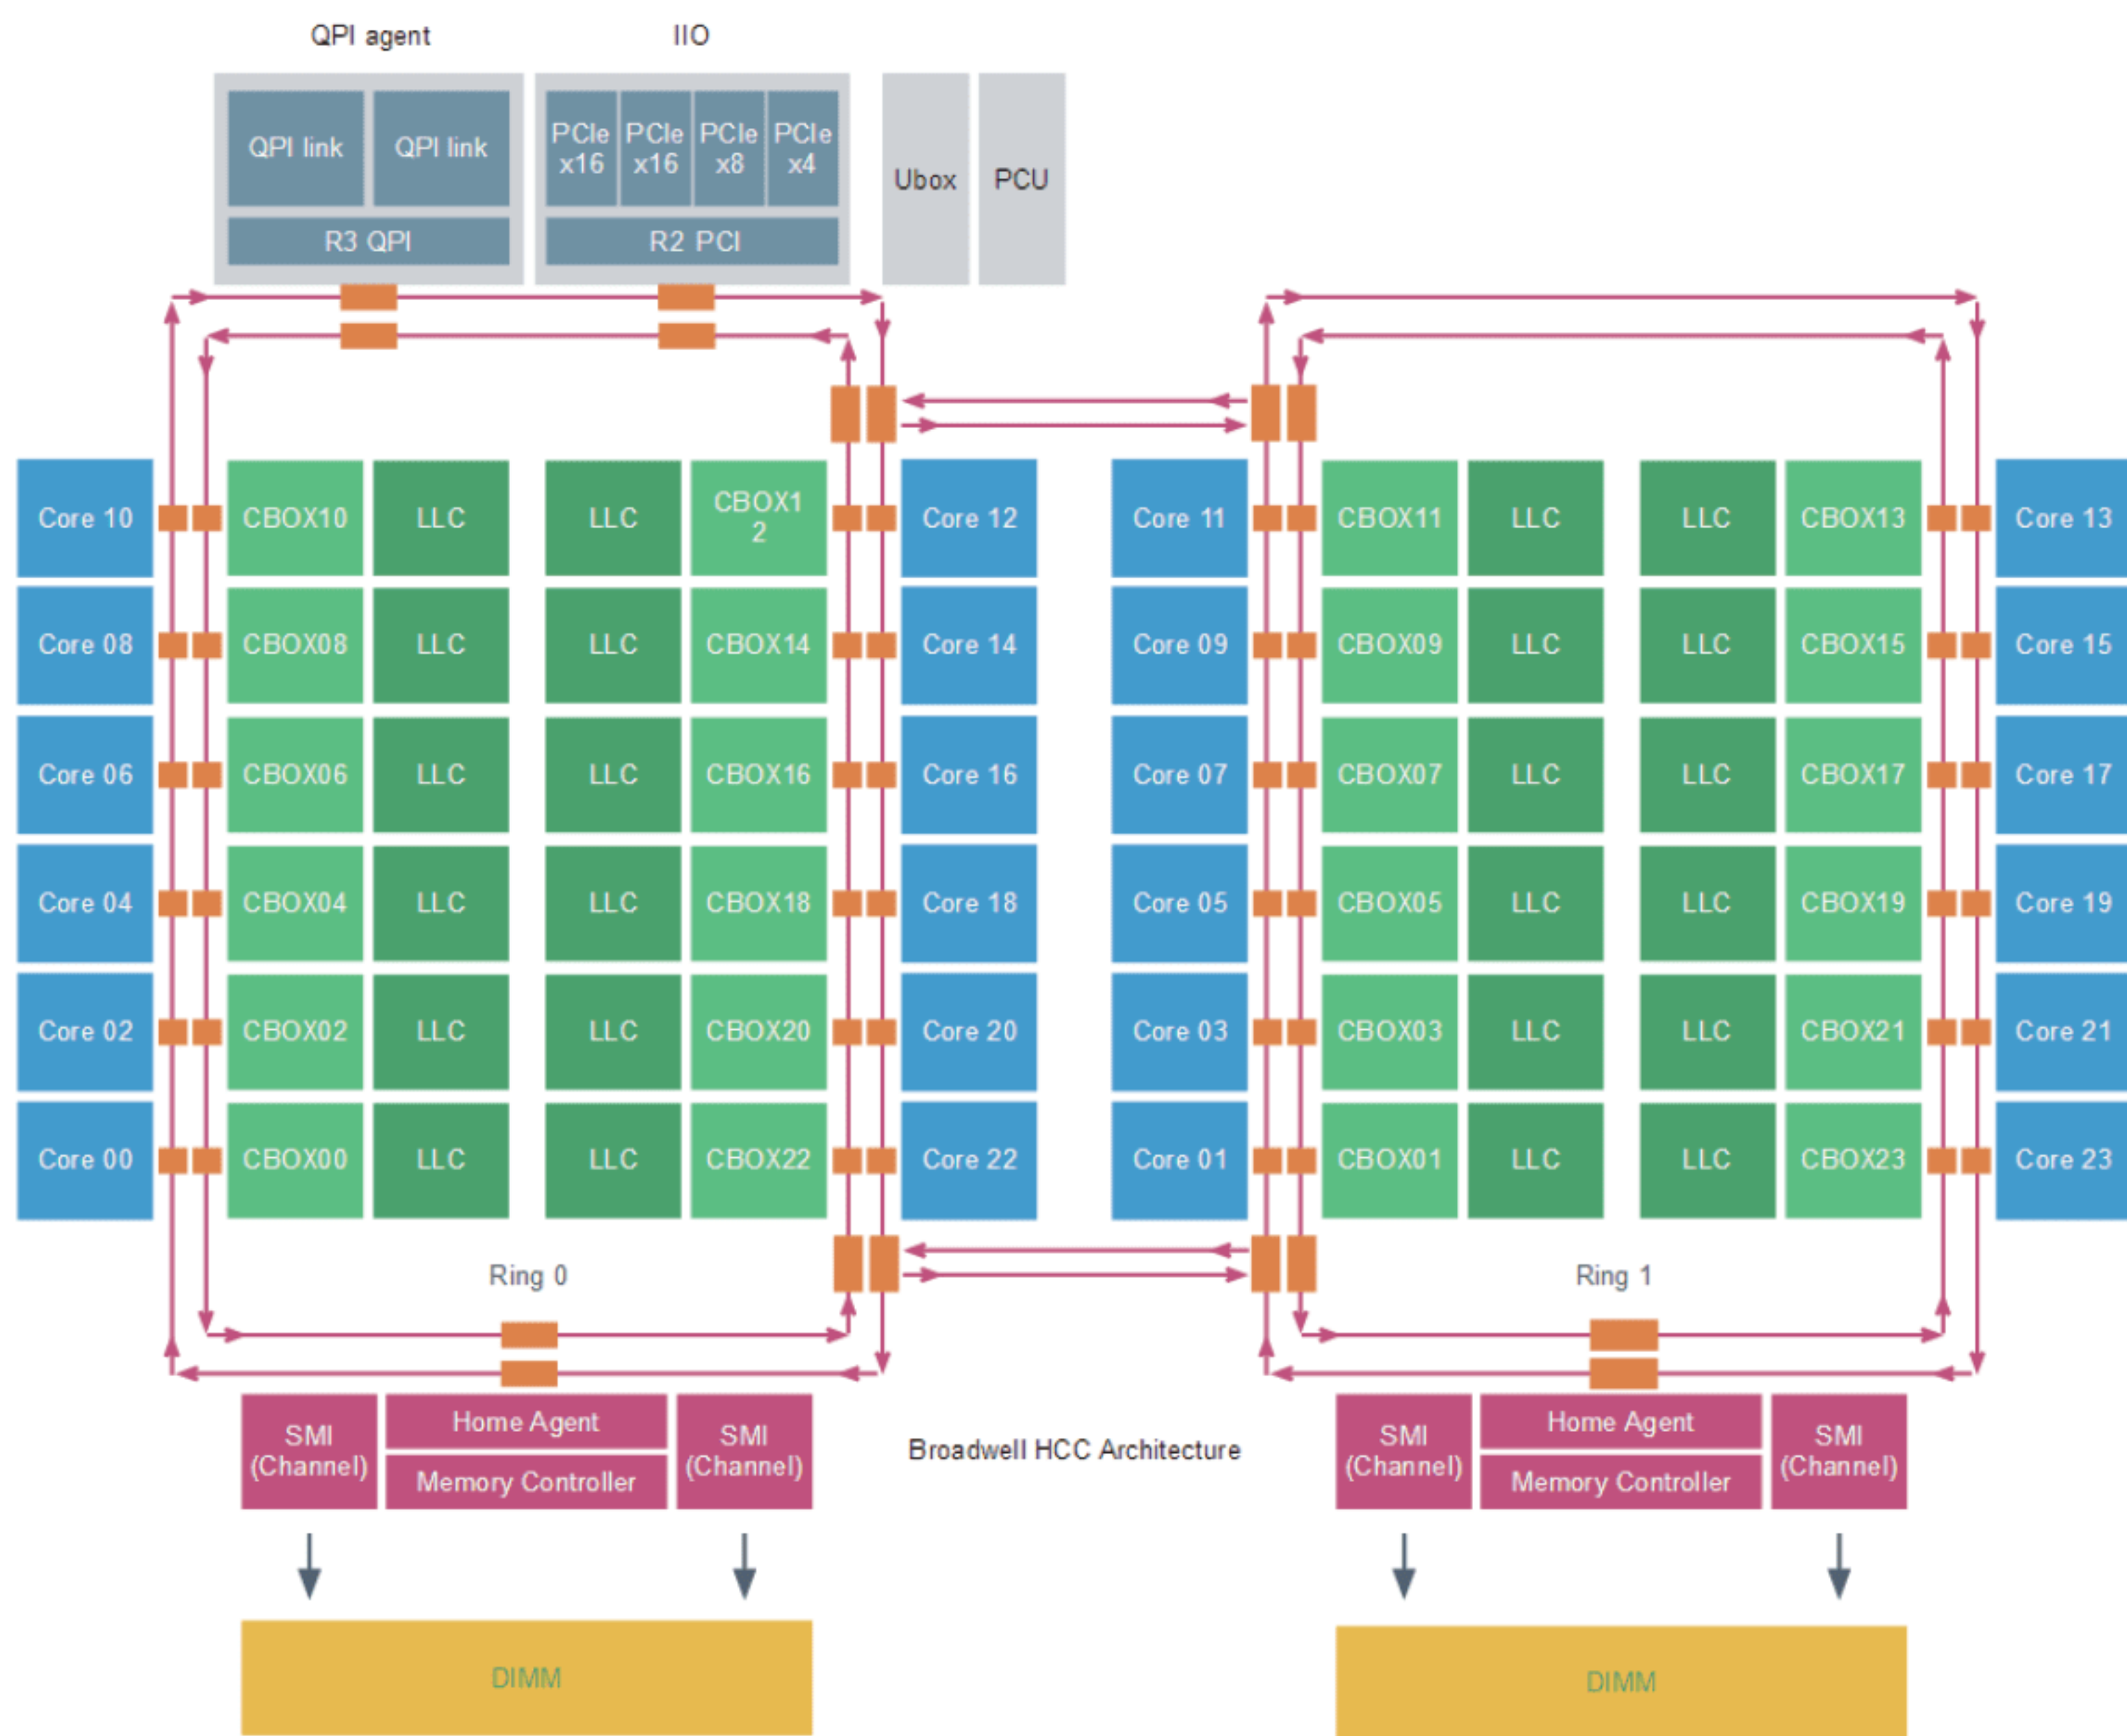 QPI agent
IIO
QPI link
QPI link
PCIe
x16
PCIe
x16
PCIe
x8
PCIe
x4
R3 QPI
R2 PCI
Ubox
PCU
Core 10
CBOX10
LLC
LLC
CBOX1
2
Core 12
Core 11
CBOX11
LLC
LLC
CBOX13
Core 13
Core 08
CBOX08
LLC
LLC
CBOX14
Core 14
Core 09
CBOX09
LLC
LLC
CBOX15
Core 15
Core 06
CBOX06
LLC
LLC
CBOX16
Core 16
Core 07
CBOX07
LLC
LLC
CBOX17
Core 17
Core 04
CBOX04
LLC
LLC
CBOX18
Core 18
Core 05
CBOX05
LLC
LLC
CBOX19
Core 19
Core 02
CBOX02
LLC
LLC
CBOX20
Core 20
Core 03
CBOX03
LLC
LLC
CBOX21
Core 21
Core 00
CBOX00
LLC
LLC
CBOX22
Core 22
Core 01
CBOX01
LLC
LLC
CBOX23
Core 23
Ring 0
Ring 1
SMI
(Channel)
Home Agent
Memory Controller
SMI
(Channel)
Broadwell HCC Architecture
SMI
(Channel)
Home Agent
Memory Controller
SMI
(Channel)
DIMM
DIMM